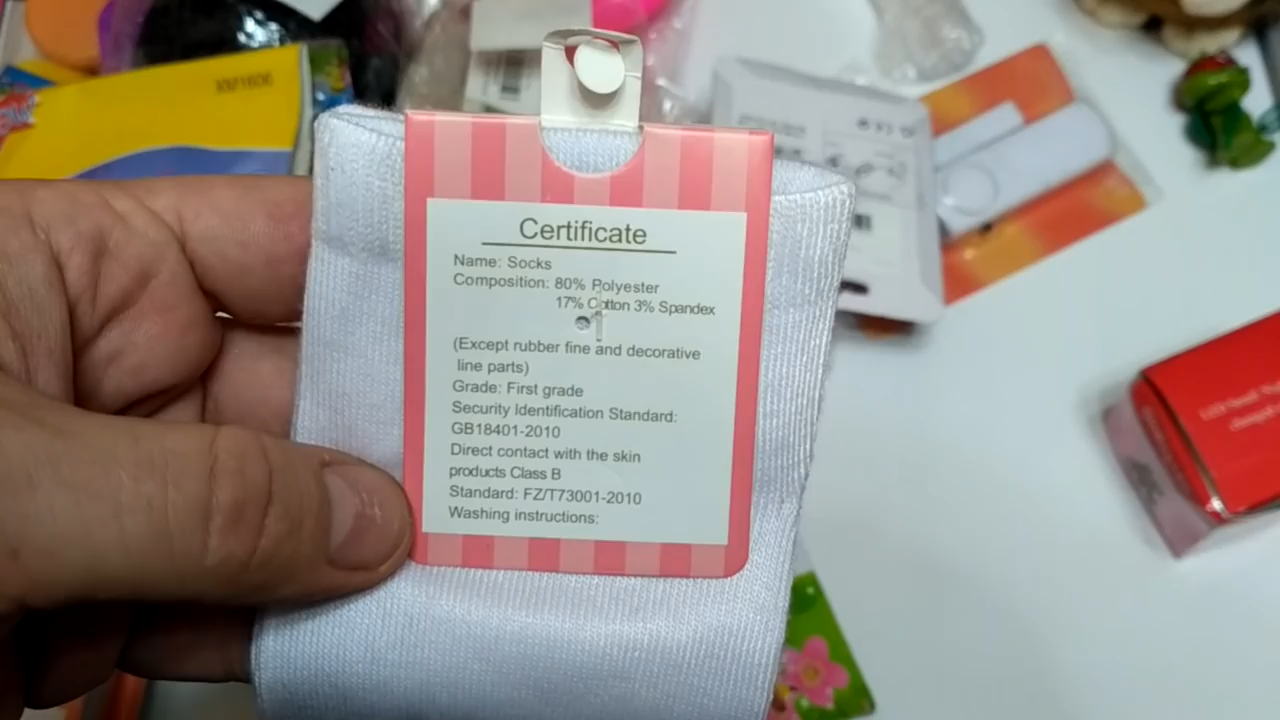 Certificate
Name: Socks
Composition: 80% Polyester
17% Cotton 3% Spandex
(Except rubber fine and decorative
line parts)
Grade: First grade
Security Identification Standard:
GB18401-2010
Direct contact with the skin
products Class B
Standard: FZ/T73001-2010
Washing instructions: